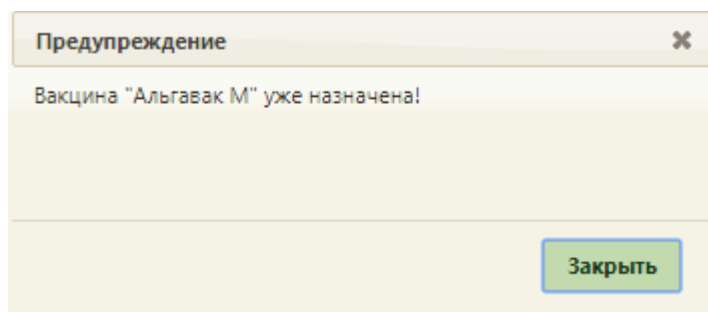 Предупреждение
Вакцина "Альгавак М" уже назначена!
Закрыть